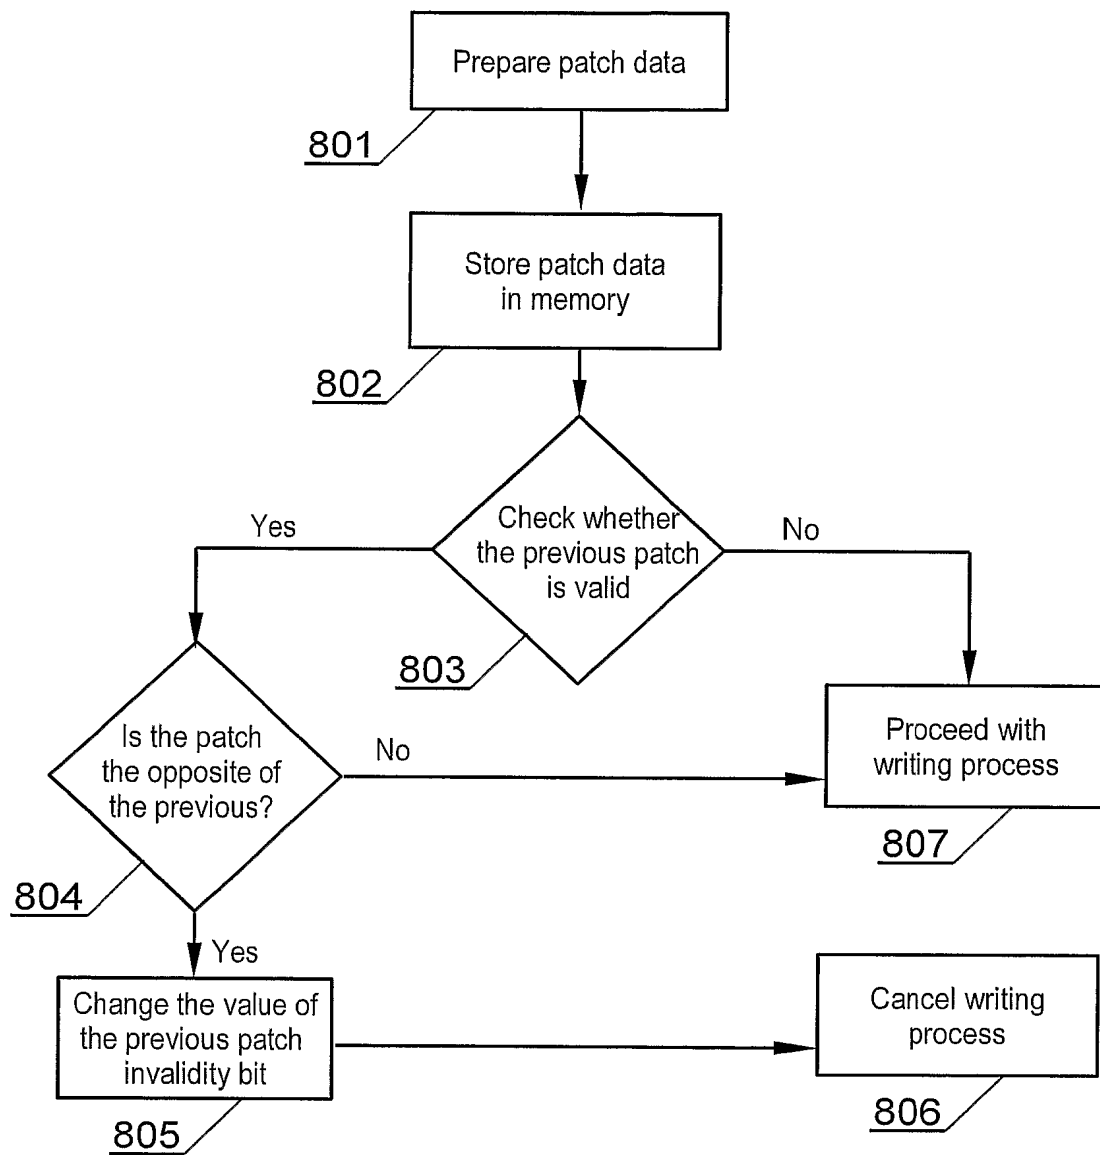 Prepare patch data
801
Store patch data
in memory
802
Check whether
the previous patch
is valid
Yes
No
803
Is the patch
the opposite of
the previous?
No
Proceed with
writing process
807
804
Yes
Change the value of
the previous patch
invalidity bit
Cancel writing
process
806
805